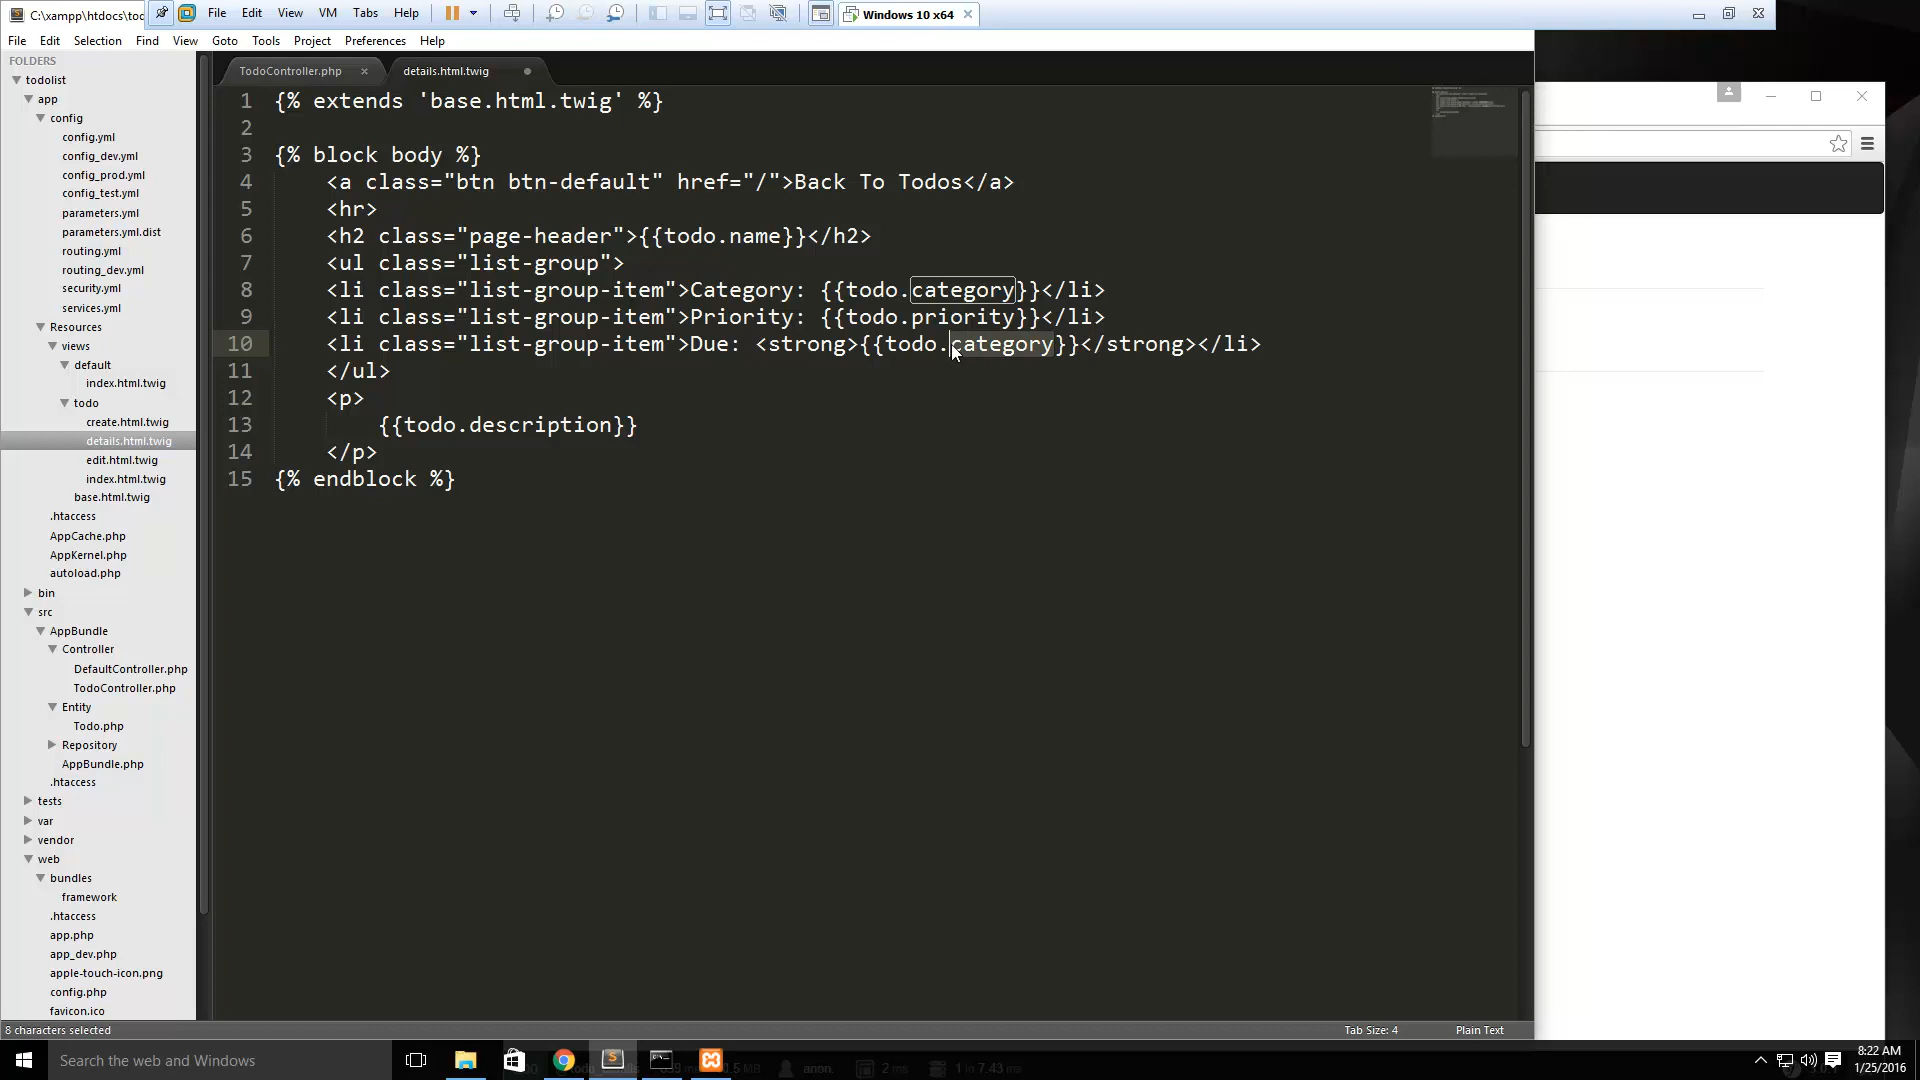 C:\xampp\htdocs\tod
File Edit View VM Tabs Help
Windows 10 x64
File Edit Selection Find View Goto Tools Project Preferences Help
FOLDERS
todolist
app
config
config.yml
config_dev.yml
config_prod.yml
config_test.yml
parameters.yml
parameters.yml.dist
routing.yml
routing_dev.yml
security.yml
services.yml
Resources
views
default
index.html.twig
todo
create.html.twig
details.html.twig
edit.html.twig
index.html.twig
base.html.twig
.htaccess
AppCache.php
AppKernel.php
autoload.php
bin
src
AppBundle
Controller
DefaultController.php
TodoController.php
Entity
Todo.php
Repository
AppBundle.php
.htaccess
tests
var
vendor
web
bundles
framework
.htaccess
app.php
app_dev.php
apple-touch-icon.png
config.php
favicon.ico
TodoController.php details.html.twig
1 {% extends 'base.html.twig' %}
2
3 {% block body %}
4 <a class="btn btn-default" href="/">Back To Todos</a>
5 <hr>
6 <h2 class="page-header">{{todo.name}}</h2>
7 <ul class="list-group">
8 <li class="list-group-item">Category: {{todo.category}}</li>
9 <li class="list-group-item">Priority: {{todo.priority}}</li>
10 <li class="list-group-item">Due: <strong>{{todo.category}}</strong></li>
11 </ul>
12 <p>
13 {{todo.description}}
14 </p>
15 {% endblock %}
8 characters selected
Tab Size: 4
Plain Text
Search the web and Windows
anon.
2 ms
1 in 7.43 ms
8:22 AM
1/25/2016